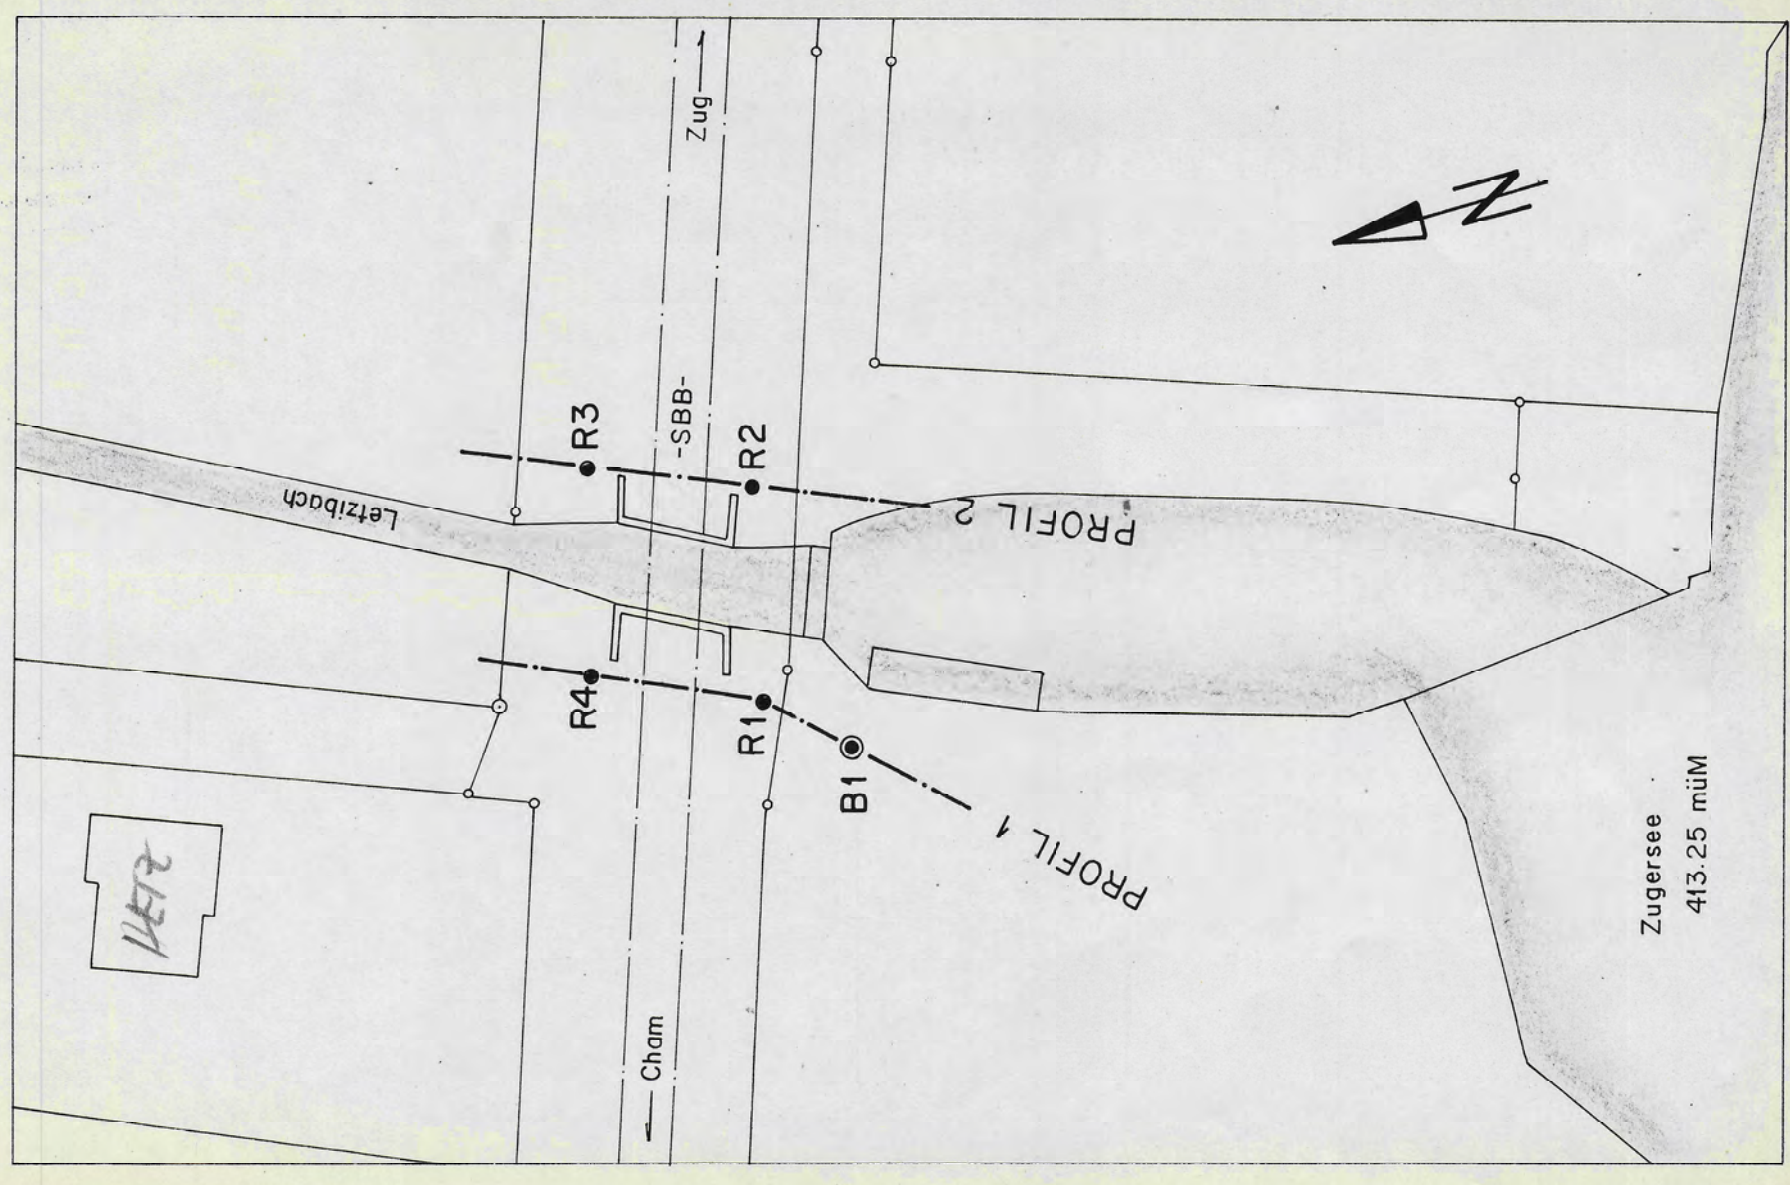 Zug
R3
-SBB-
R2
N
Letzibach
PROFIL 2
R4
R1
B1
PROFIL 1
Cham
Zugersee
413.25 müM